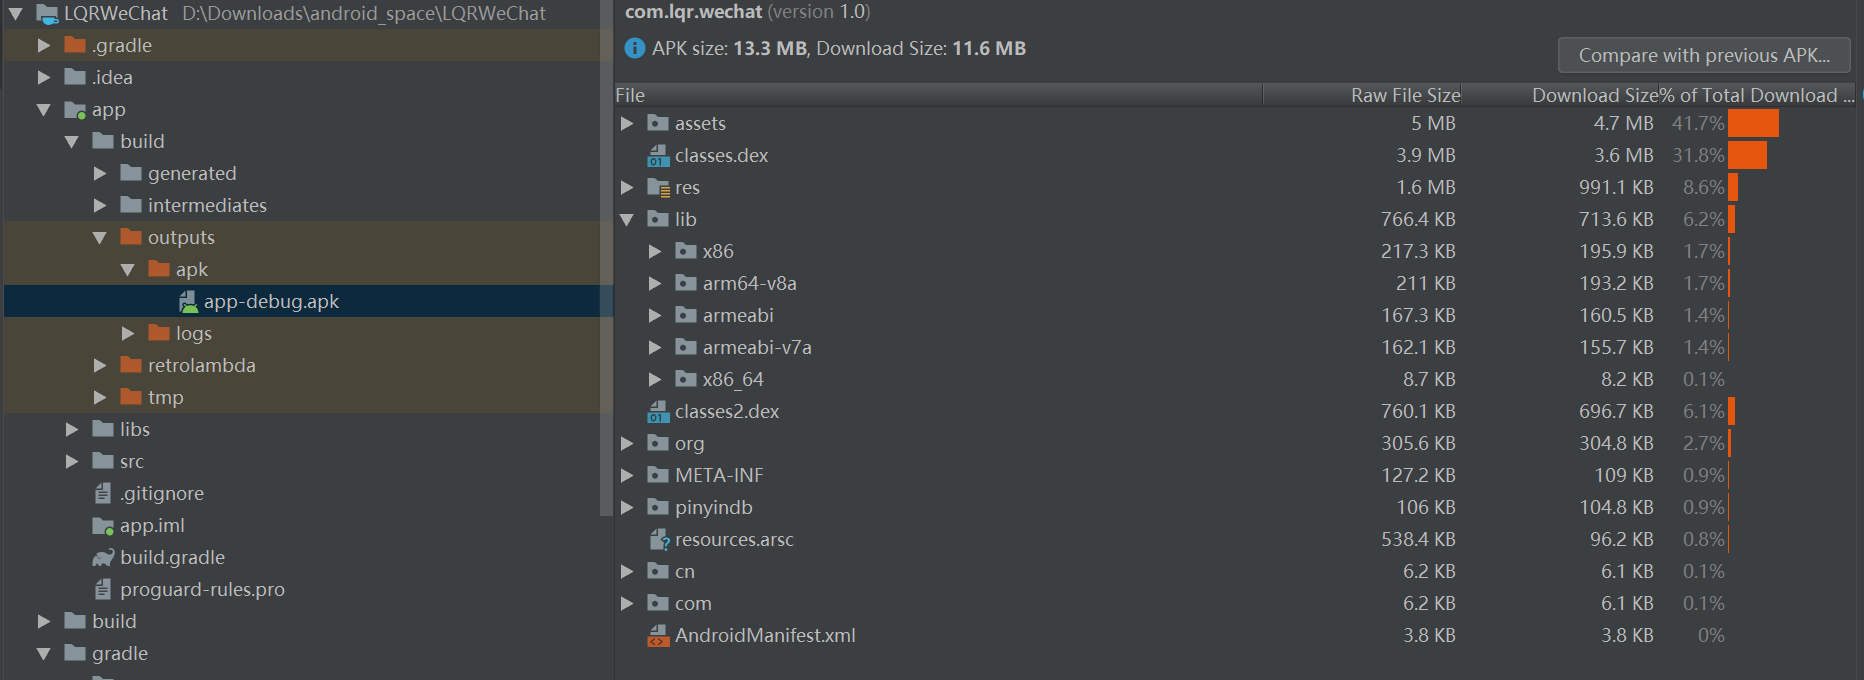 LQRWeChat D:\Downloads\android_space\LQRWeChat
.gradle
.idea
app
build
generated
intermediates
outputs
apk
app-debug.apk
logs
retrolambda
tmp
libs
src
.gitignore
app.iml
build.gradle
proguard-rules.pro
build
gradle
com.lqr.wechat (version 1.0)
APK size: 13.3 MB, Download Size: 11.6 MB
Compare with previous APK...
File Raw File Size Download Size % of Total Download ...
assets 5 MB 4.7 MB 41.7%
classes.dex 3.9 MB 3.6 MB 31.8%
res 1.6 MB 991.1 KB 8.6%
lib 766.4 KB 713.6 KB 6.2%
x86 217.3 KB 195.9 KB 1.7%
arm64-v8a 211 KB 193.2 KB 1.7%
armeabi 167.3 KB 160.5 KB 1.4%
armeabi-v7a 162.1 KB 155.7 KB 1.4%
x86_64 8.7 KB 8.2 KB 0.1%
classes2.dex 760.1 KB 696.7 KB 6.1%
org 305.6 KB 304.8 KB 2.7%
META-INF 127.2 KB 109 KB 0.9%
pinyindb 106 KB 104.8 KB 0.9%
resources.arsc 538.4 KB 96.2 KB 0.8%
cn 6.2 KB 6.1 KB 0.1%
com 6.2 KB 6.1 KB 0.1%
AndroidManifest.xml 3.8 KB 3.8 KB 0%